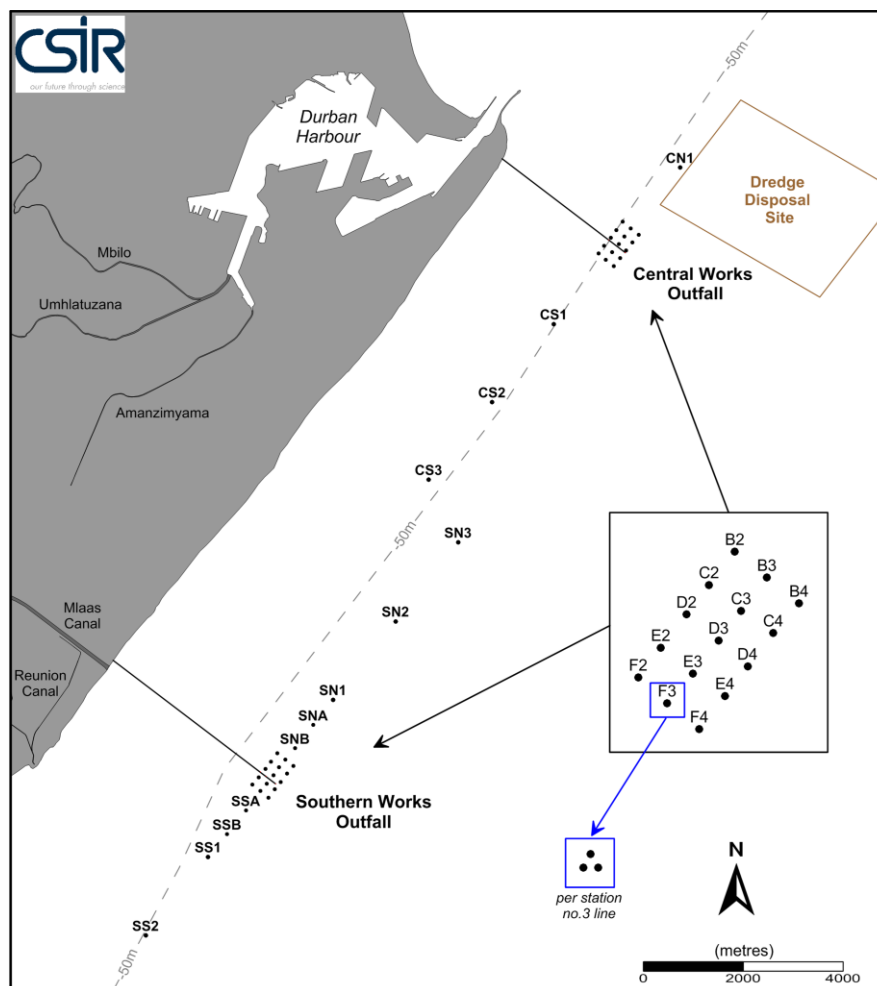 CSIR
our future through science
Durban
Harbour
-50m
CN1
Dredge
Disposal
Site
Mbilo
Central Works
Outfall
Umhlatuzana
CS1
CS2
Amanzimyama
CS3
-50m
SN3
B2
B3
C2
B4
D2
C3
C4
SN2
E2
D3
D4
F2
E3
E4
F3
F4
Mlaas
Canal
Reunion
Canal
SN1
SNA
SNB
Southern Works
Outfall
SSA
SSB
SS1
SS2
-50m
per station
no.3 line
N
(metres)
0 2000 4000